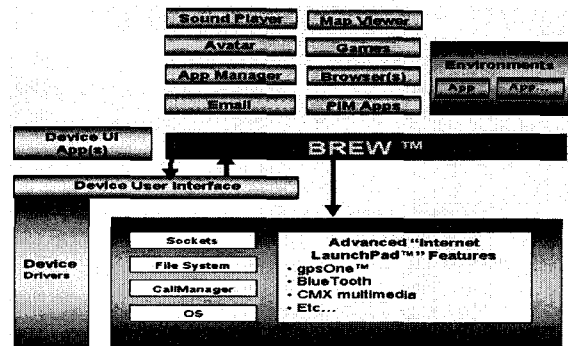 Sound Player
Map Viewer
Avatar
Games
App Manager
Browser(s)
Email
PIM Apps
Environments
App
App...
Device UI
App(s)
BREW ™
Device User Interface
Device
Drivers
Sockets
File System
CallManager
OS
Advanced “Internet
LaunchPad™” Features
• gpsOne™
• BlueTooth
• CMX multimedia
• Etc...